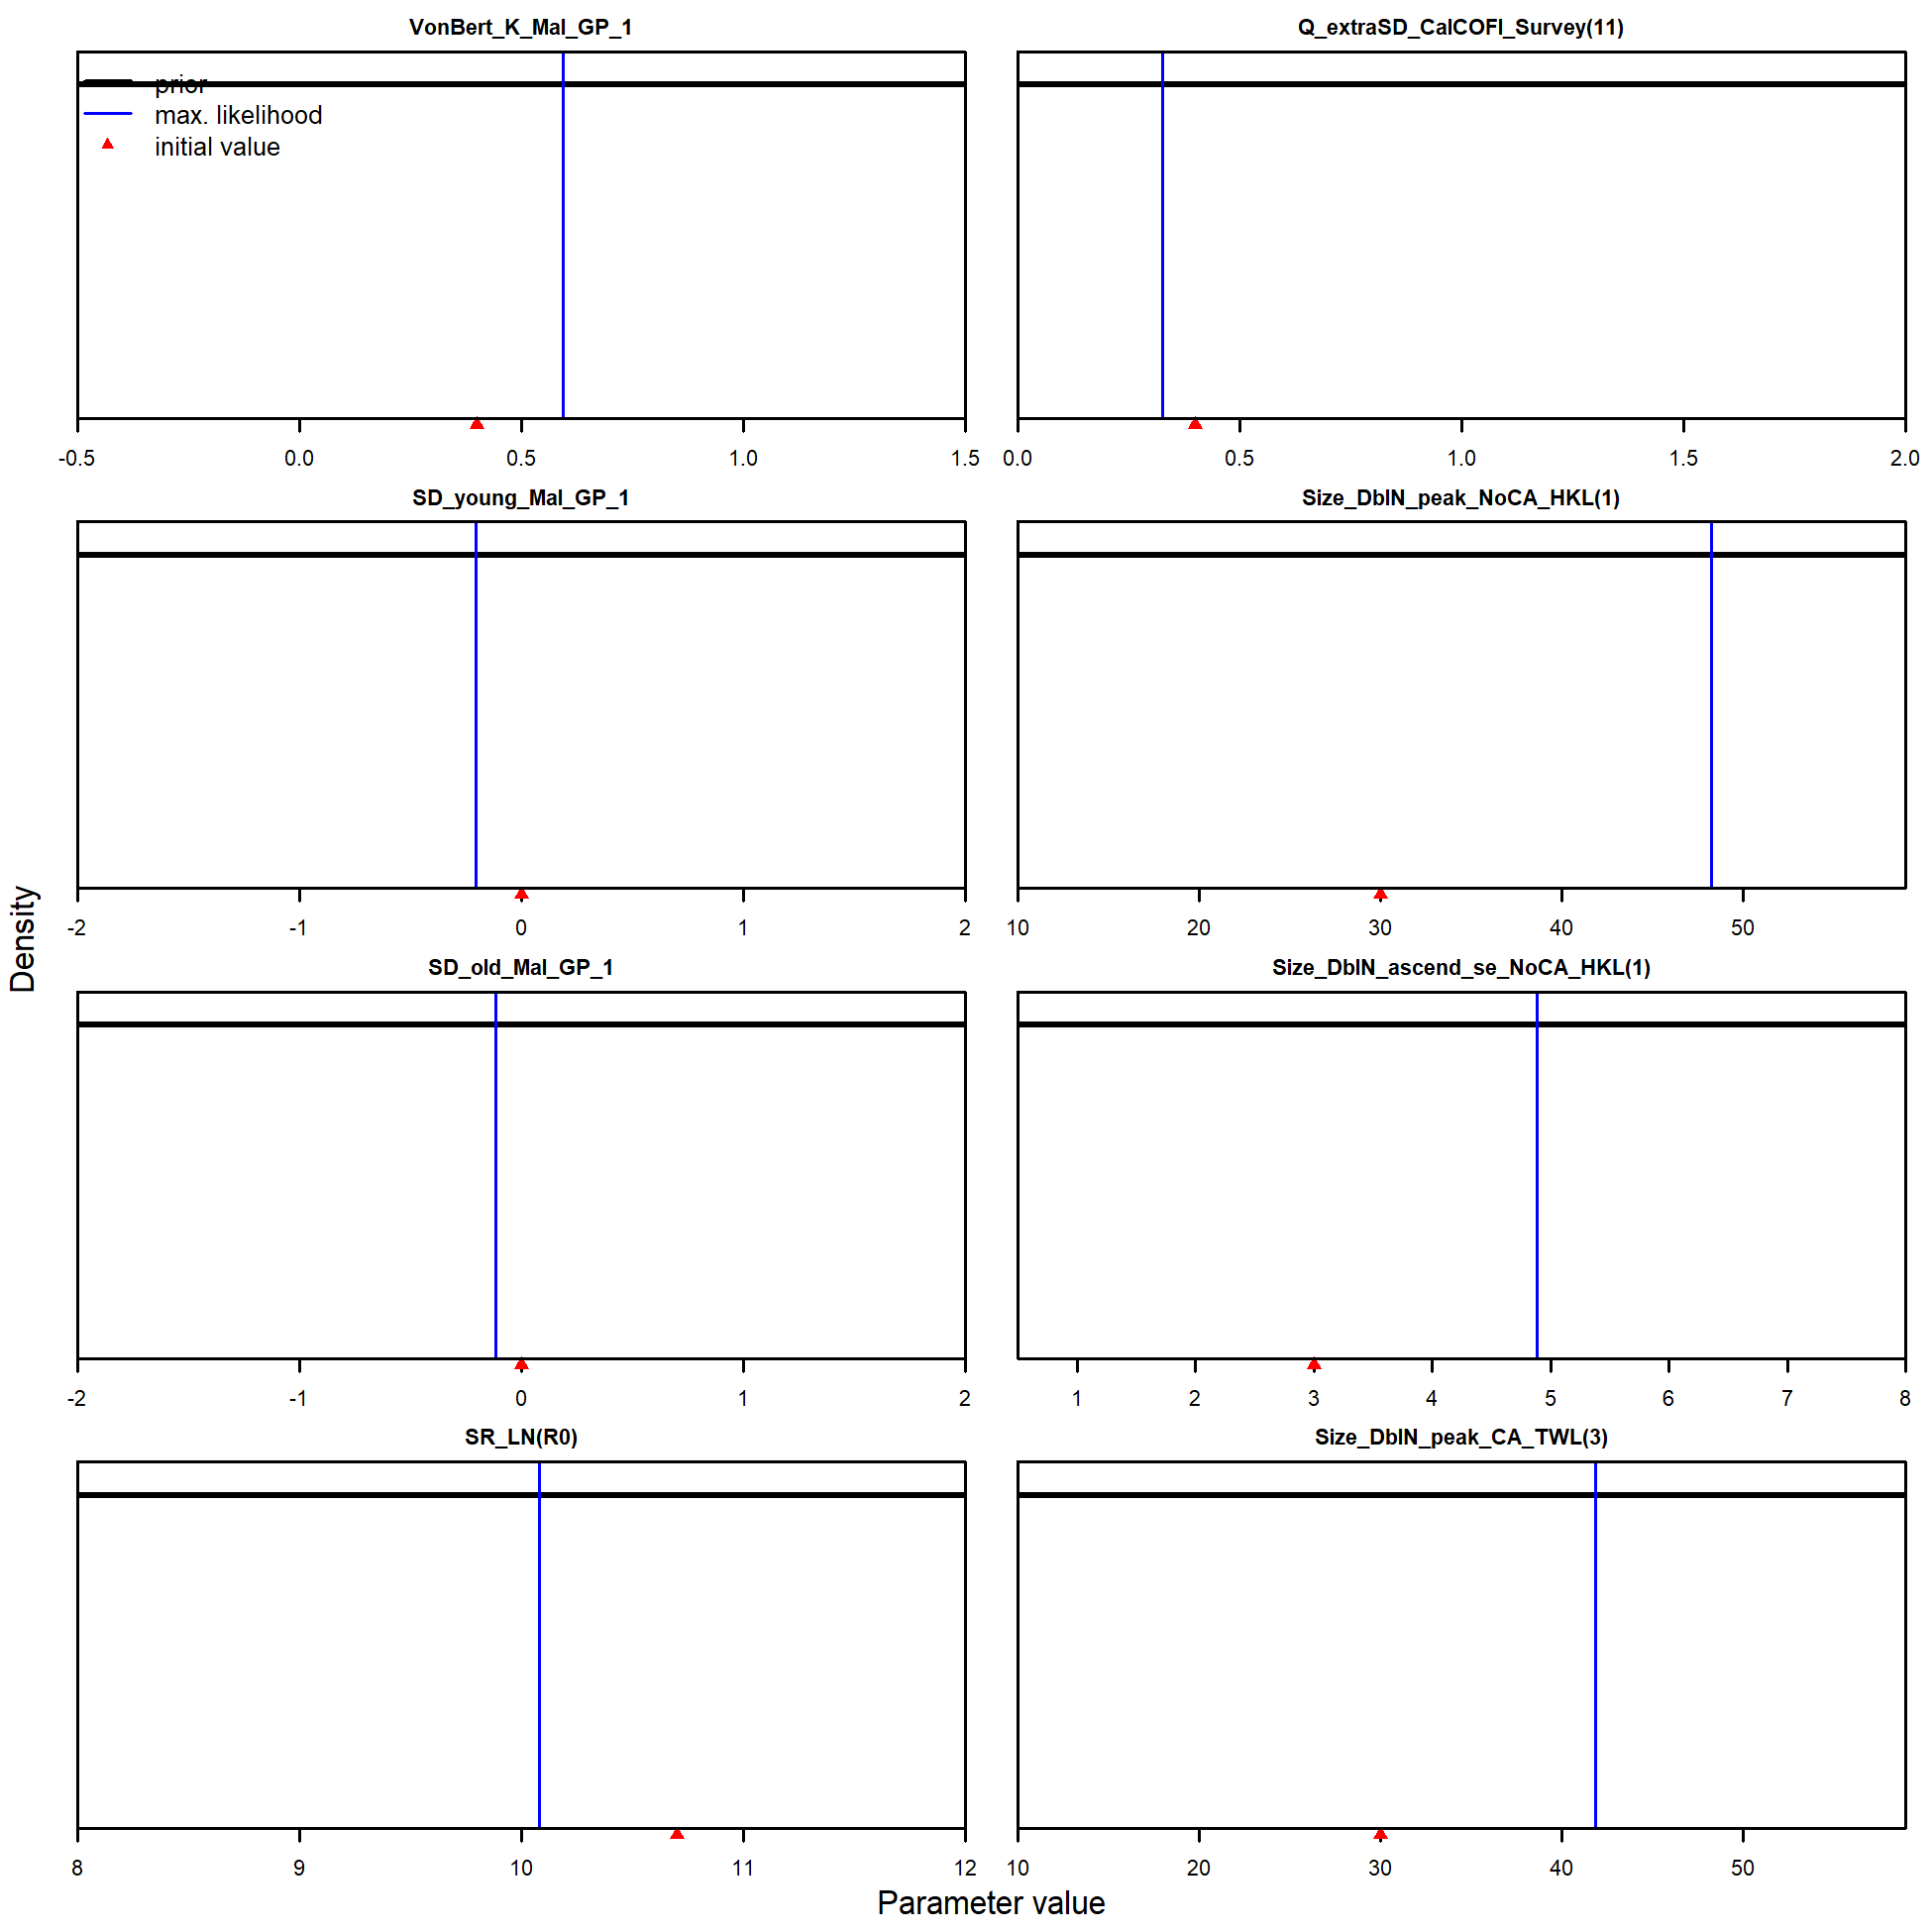 VonBert_K_Mal_GP_1
prior
max. likelihood
initial value
-0.5 0.0 0.5 1.0 1.5
Q_extraSD_CalCOFI_Survey(11)
0.0 0.5 1.0 1.5 2.0
SD_young_Mal_GP_1
-2 -1 0 1 2
Size_DblN_peak_NoCA_HKL(1)
10 20 30 40 50
SD_old_Mal_GP_1
-2 -1 0 1 2
Size_DblN_ascend_se_NoCA_HKL(1)
1 2 3 4 5 6 7 8
SR_LN(R0)
8 9 10 11 12
Size_DblN_peak_CA_TWL(3)
10 20 30 40 50
Density
Parameter value